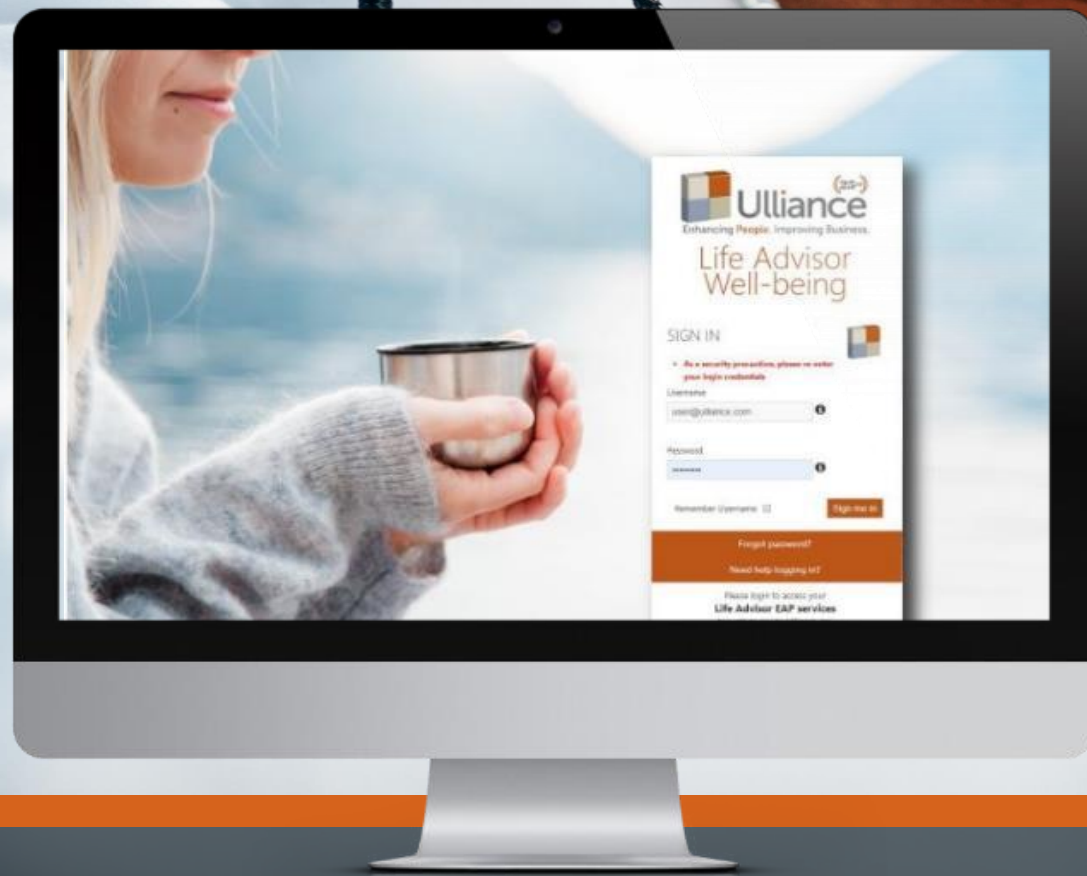 (25+)
Ulliance
Enhancing People. Improving Business.
Life Advisor
Well-being
SIGN IN
• As a security precaution, please re-enter
your login credentials
Username
user@ulliance.com
Password
••••••••
Remember Username
Sign me in
Forgot password?
Need help logging in?
Please login to access your
Life Advisor EAP services